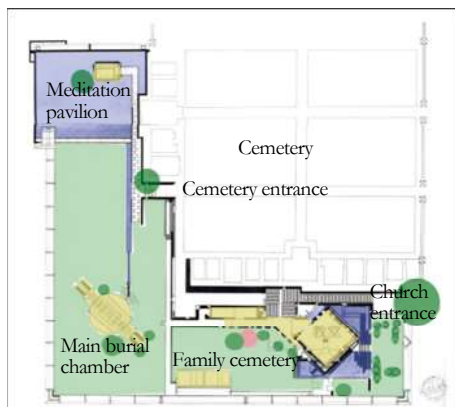 Meditation
pavilion
Cemetery
Cemetery entrance
Church
entrance
Main burial
chamber
Family cemetery